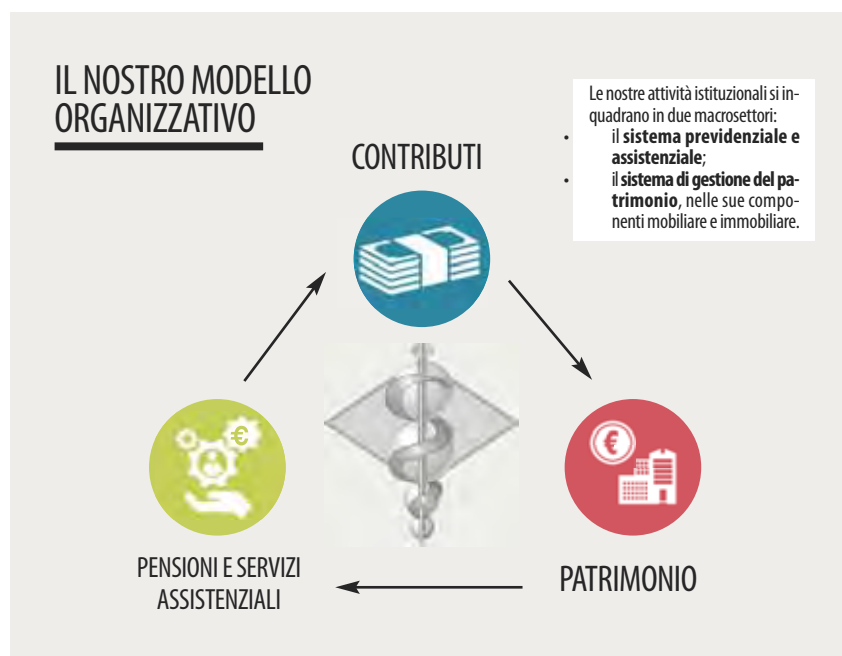 IL NOSTRO MODELLO
ORGANIZZATIVO
Le nostre attività istituzionali si in-
quadrano in due macrosettori:
• il sistema previdenziale e
assistenziale;
• il sistema di gestione del pa-
trimonio, nelle sue compo-
nenti mobiliare e immobiliare.
CONTRIBUTI
€
€
PENSIONI E SERVIZI
ASSISTENZIALI
PATRIMONIO